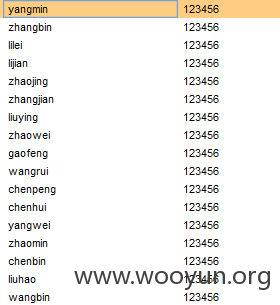 yangmin 123456
zhangbin 123456
lilei 123456
lijian 123456
zhaojing 123456
zhangjian 123456
liuying 123456
zhaowei 123456
gaofeng 123456
wangrui 123456
chenpeng 123456
chenhui 123456
yangwei 123456
zhaomin 123456
chenbin 123456
liuhao 123456
www.wooyun.org
wangbin 123456